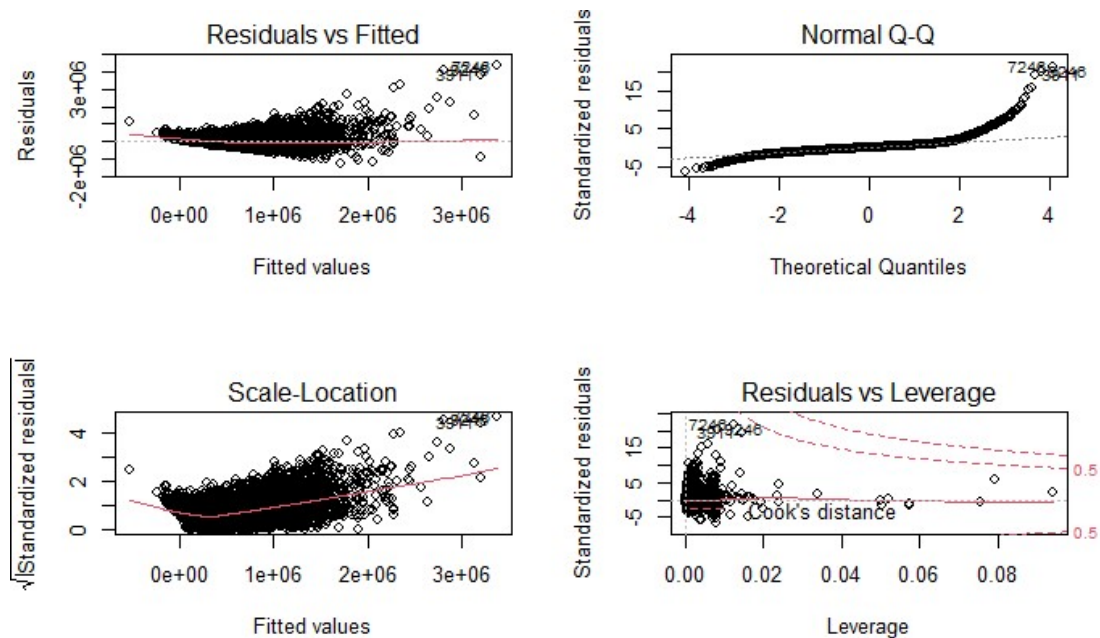 Residuals vs Fitted
Residuals
3e+06
-2e+06
0e+00 1e+06 2e+06 3e+06
Fitted values
Normal Q-Q
Standardized residuals
15
5
-5
7246
-4 -2 0 2 4
Theoretical Quantiles
Scale-Location
√|Standardized residuals|
4
2
0
0e+00 1e+06 2e+06 3e+06
Fitted values
Residuals vs Leverage
Standardized residuals
15
5
-5
7246
Cook's distance
0.5
0.5
0.00 0.02 0.04 0.06 0.08
Leverage